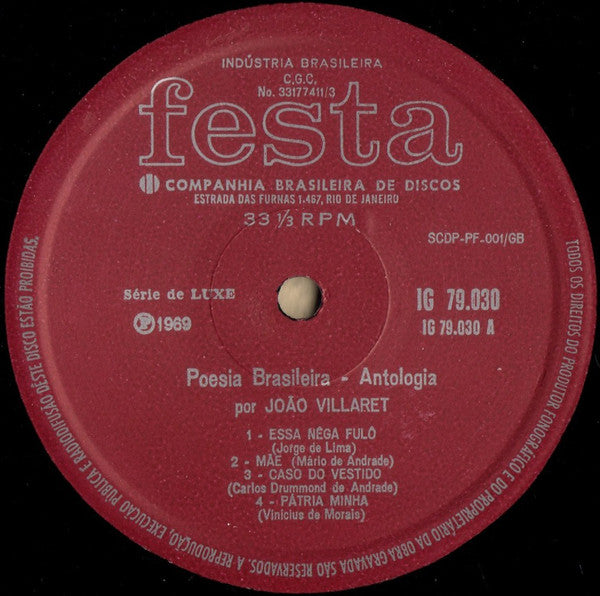 INDÚSTRIA BRASILEIRA
C.G.C.
No. 33177411/3
festa
COMPANHIA BRASILEIRA DE DISCOS
ESTRADA DAS FURNAS 1.467, RIO DE JANEIRO
33 1/3 RPM
SCDP-PF-001/GB
Série de LUXE
IG 79.030
Ⓟ 1969
IG 79.030 A
Poesia Brasileira - Antologia
por JOÃO VILLARET
1 - ESSA NÊGA FULÔ
(Jorge de Lima)
2 - MÃE (Mário de Andrade)
3 - CASO DO VESTIDO
(Carlos Drummond de Andrade)
4 - PÁTRIA MINHA
(Vinicius de Morais)
TODOS OS DIREITOS DO PRODUTOR FONOGRÁFICO E DO PROPRIETÁRIO DA OBRA GRAVADA SÃO RESERVADOS. A REPRODUÇÃO, EXECUÇÃO PÚBLICA E RADIODIFUSÃO DÊSTE DISCO ESTÃO PROIBIDAS.